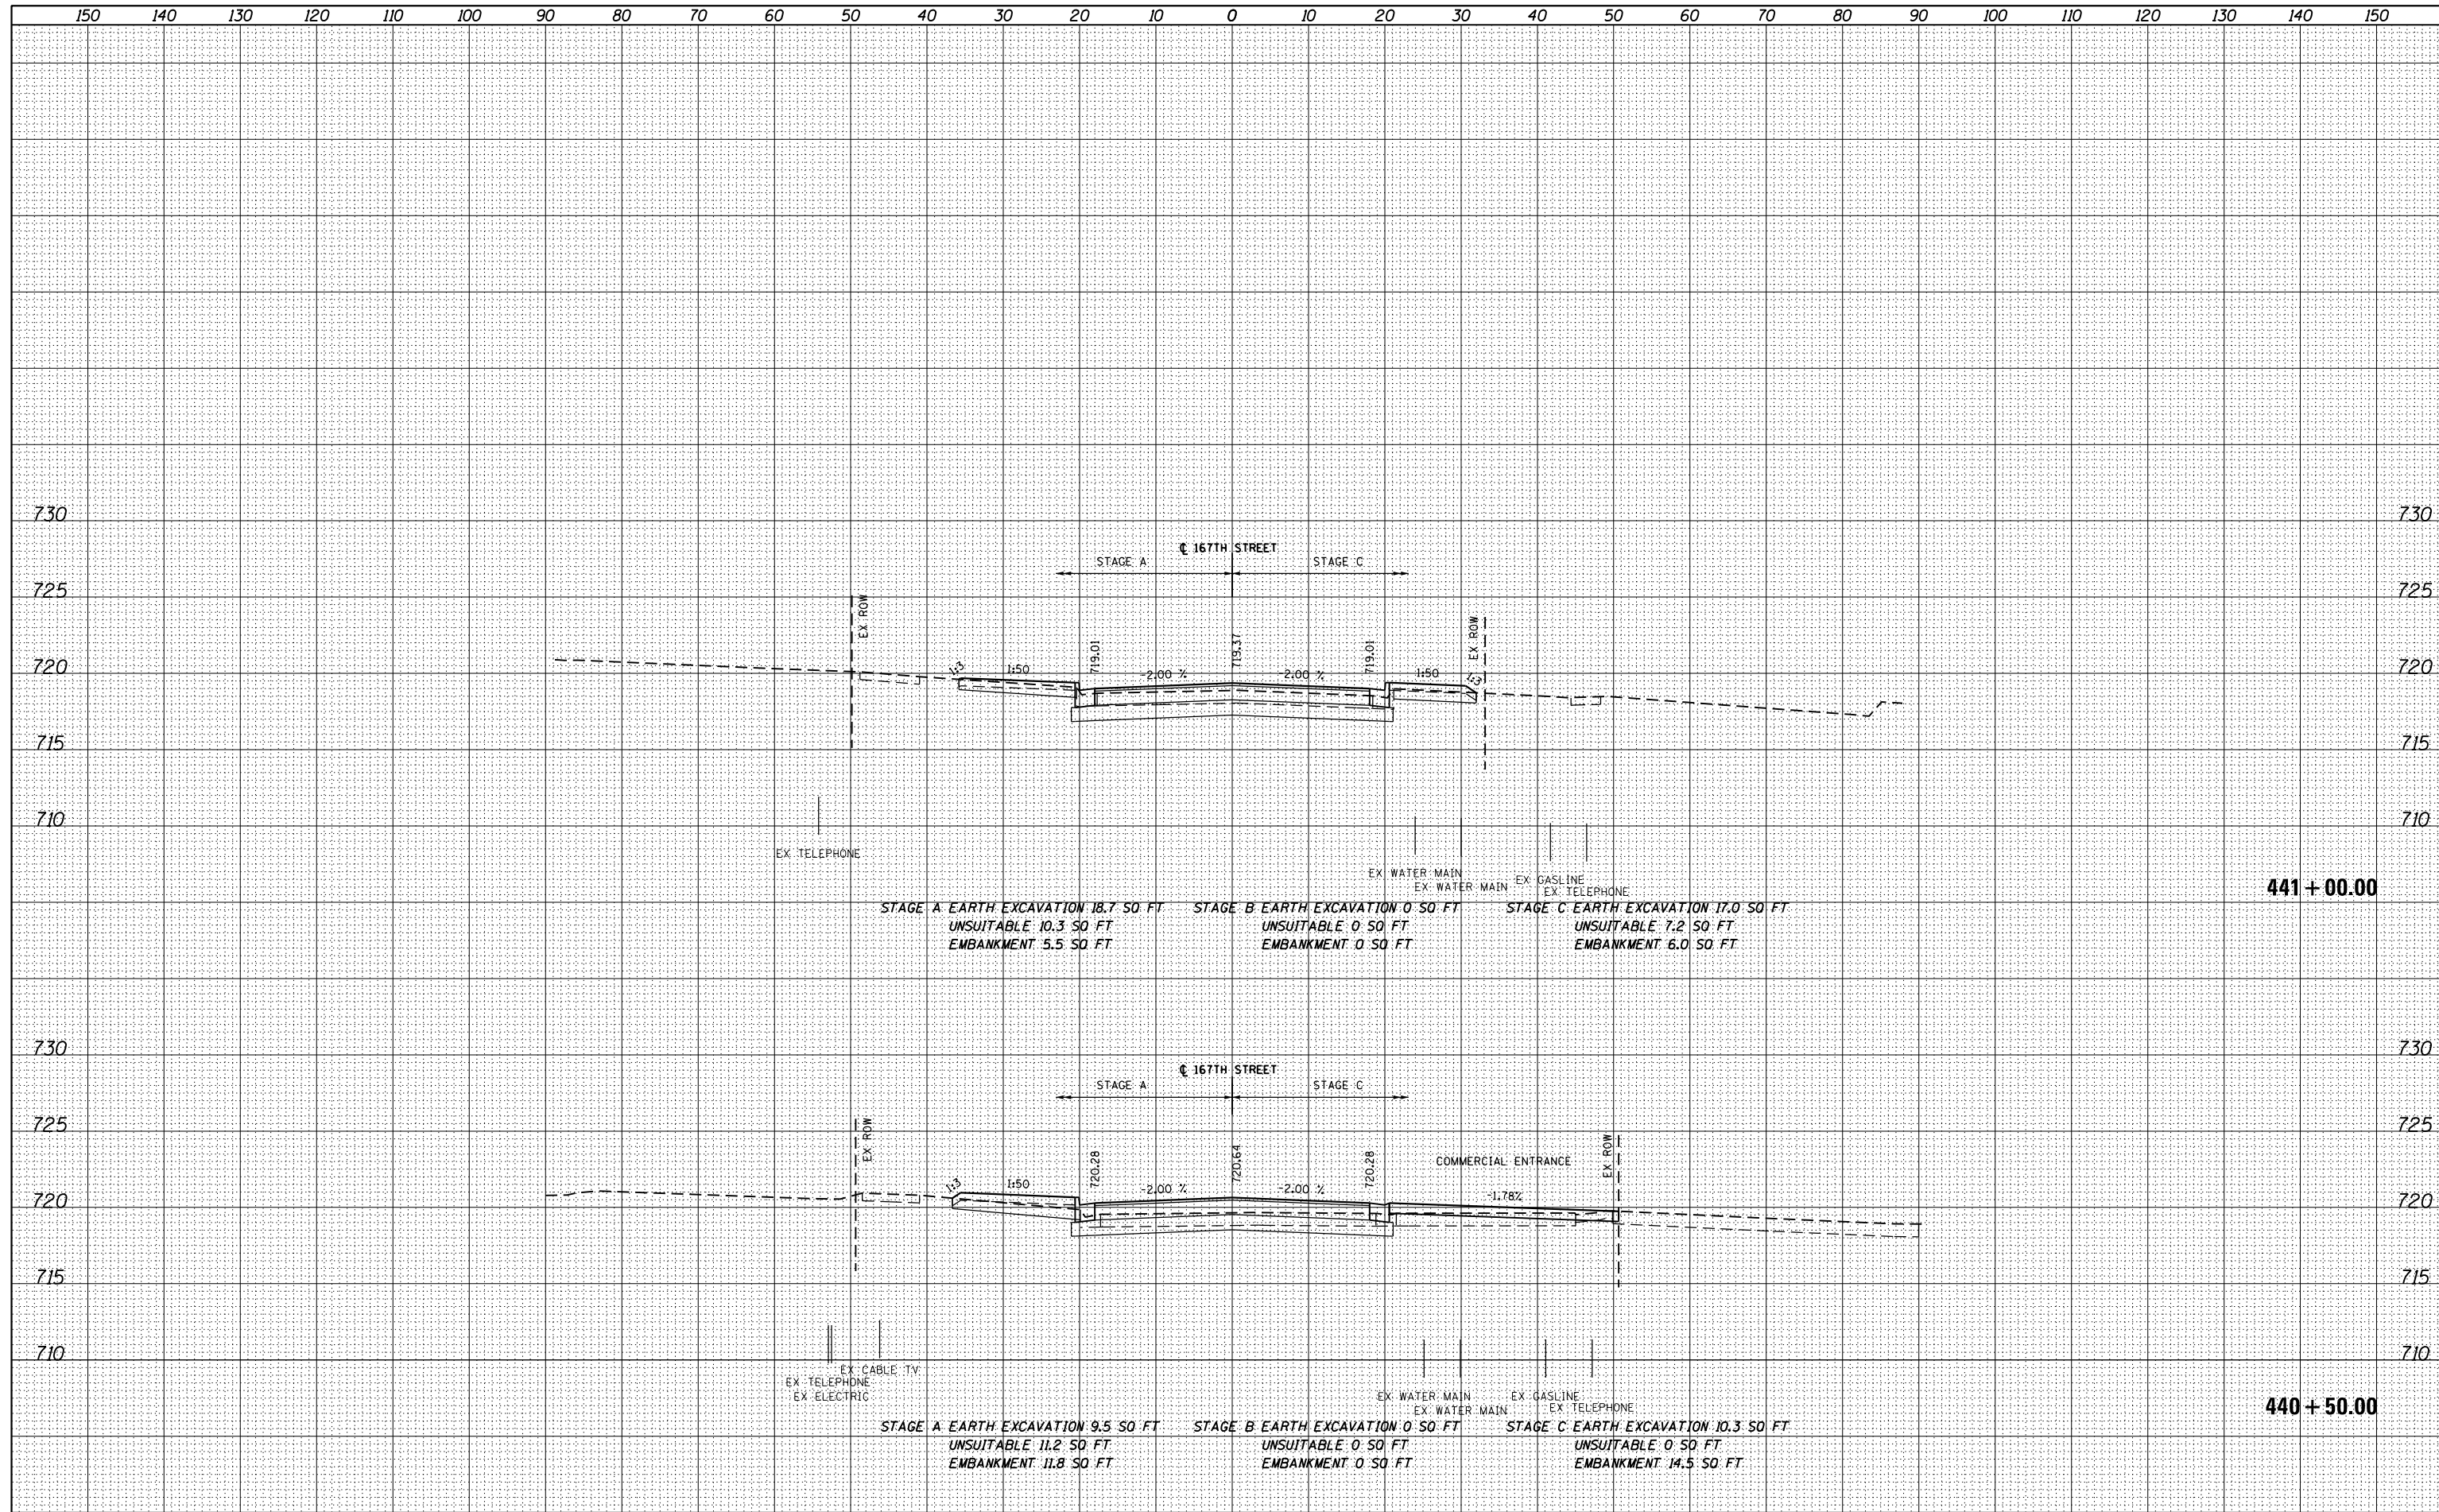 150 140 130 120 110 100 90 80 70 60 50 40 30 20 10 0 10 20 30 40 50 60 70 80 90 100 110 120 130 140 150
730 730
℄ 167TH STREET
STAGE A STAGE C
725 725
EX ROW
EX ROW
720 720
1:3 1:50 719.01 -2.00 % 719.37 -2.00 % 719.01 1:50 1:3
715 715
710 710
EX TELEPHONE
EX WATER MAIN
EX WATER MAIN
EX GASLINE
EX TELEPHONE
441+00.00
STAGE A EARTH EXCAVATION 18.7 SQ FT STAGE B EARTH EXCAVATION 0 SQ FT STAGE C EARTH EXCAVATION 17.0 SQ FT
UNSUITABLE 10.3 SQ FT UNSUITABLE 0 SQ FT UNSUITABLE 7.2 SQ FT
EMBANKMENT 5.5 SQ FT EMBANKMENT 0 SQ FT EMBANKMENT 6.0 SQ FT
730 730
℄ 167TH STREET
STAGE A STAGE C
725 725
EX ROW
EX ROW
COMMERCIAL ENTRANCE
720 720
1:3 1:50 720.28 -2.00 % 720.64 -2.00 % 720.28 -1.78%
715 715
710 710
EX CABLE TV
EX TELEPHONE
EX ELECTRIC
EX WATER MAIN
EX WATER MAIN
EX GASLINE
EX TELEPHONE
440+50.00
STAGE A EARTH EXCAVATION 9.5 SQ FT STAGE B EARTH EXCAVATION 0 SQ FT STAGE C EARTH EXCAVATION 10.3 SQ FT
UNSUITABLE 11.2 SQ FT UNSUITABLE 0 SQ FT UNSUITABLE 0 SQ FT
EMBANKMENT 11.8 SQ FT EMBANKMENT 0 SQ FT EMBANKMENT 14.5 SQ FT